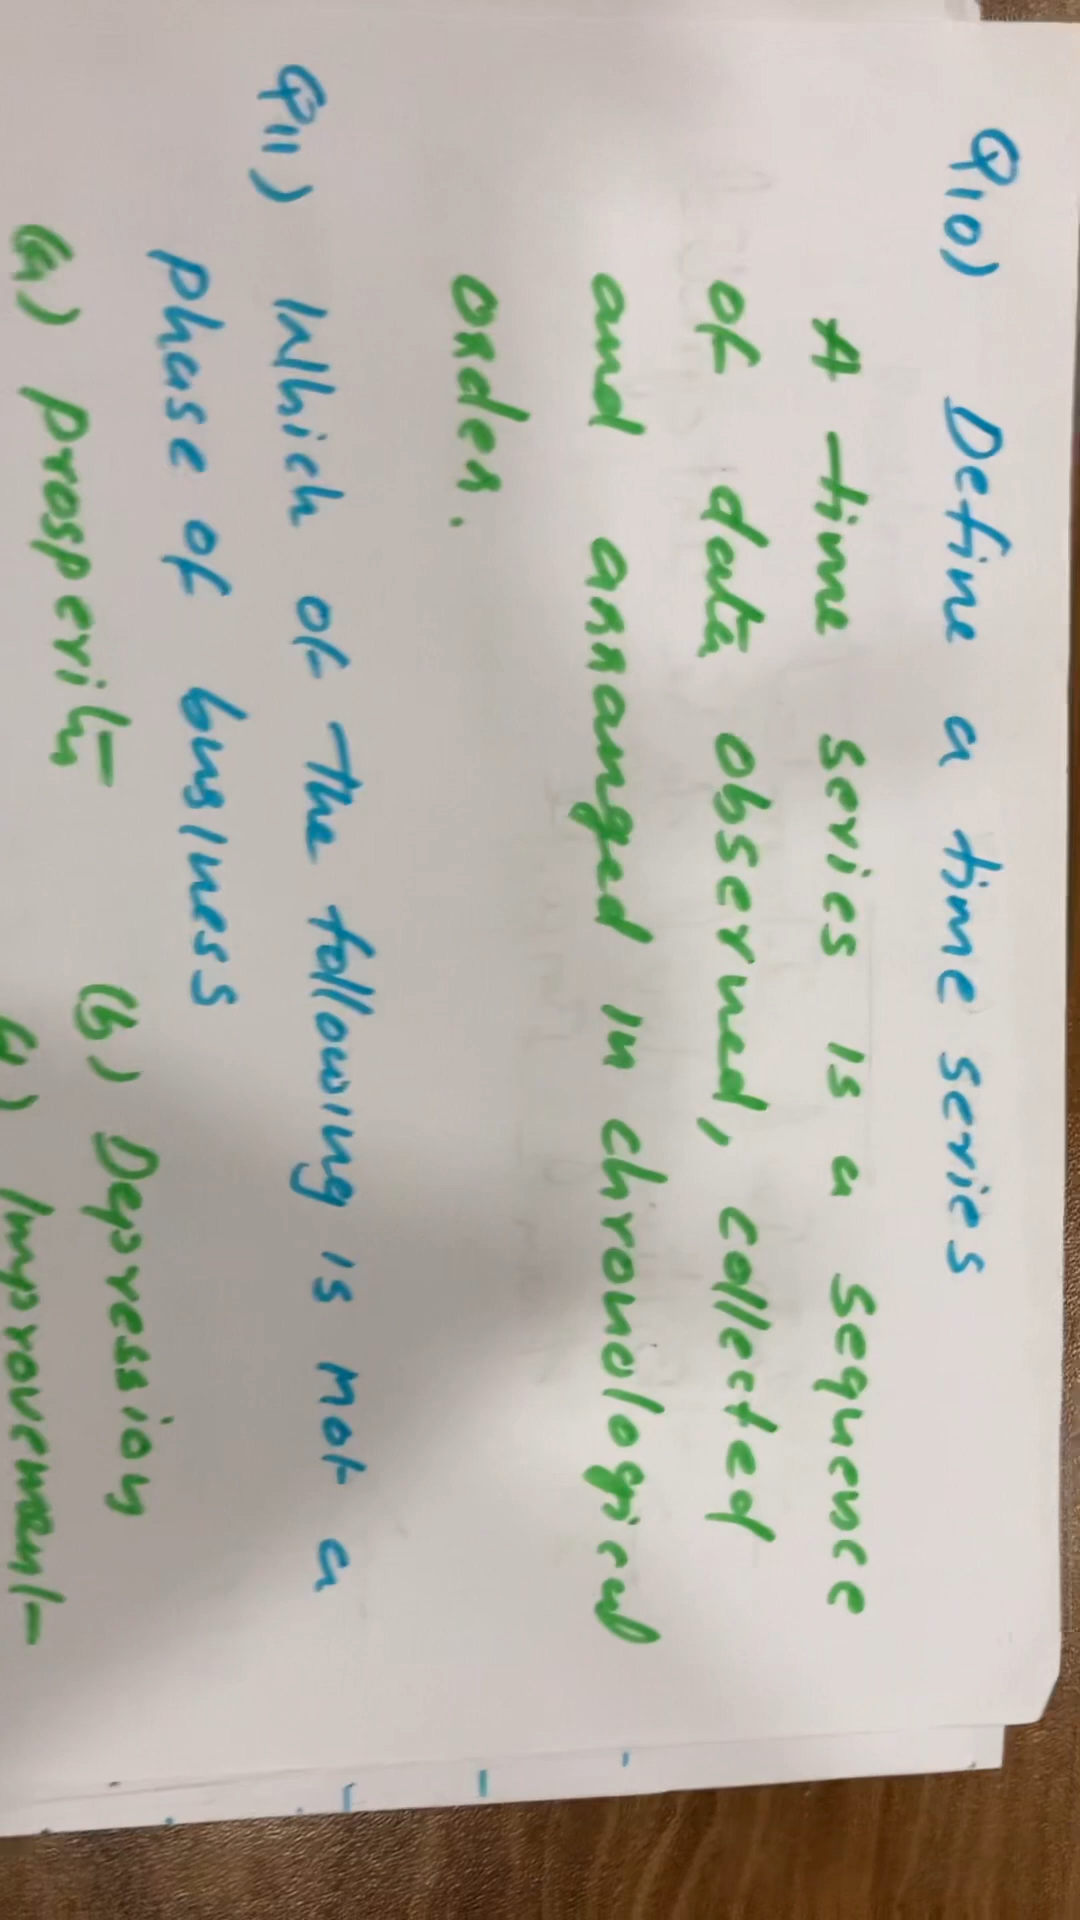 Q10) Define a time series
A time series is a sequence
of data observed, collected
and arranged in chronological
order.
Q11) Which of the following is not a
phase of business
(a) prosperity (b) Depression
Improvement